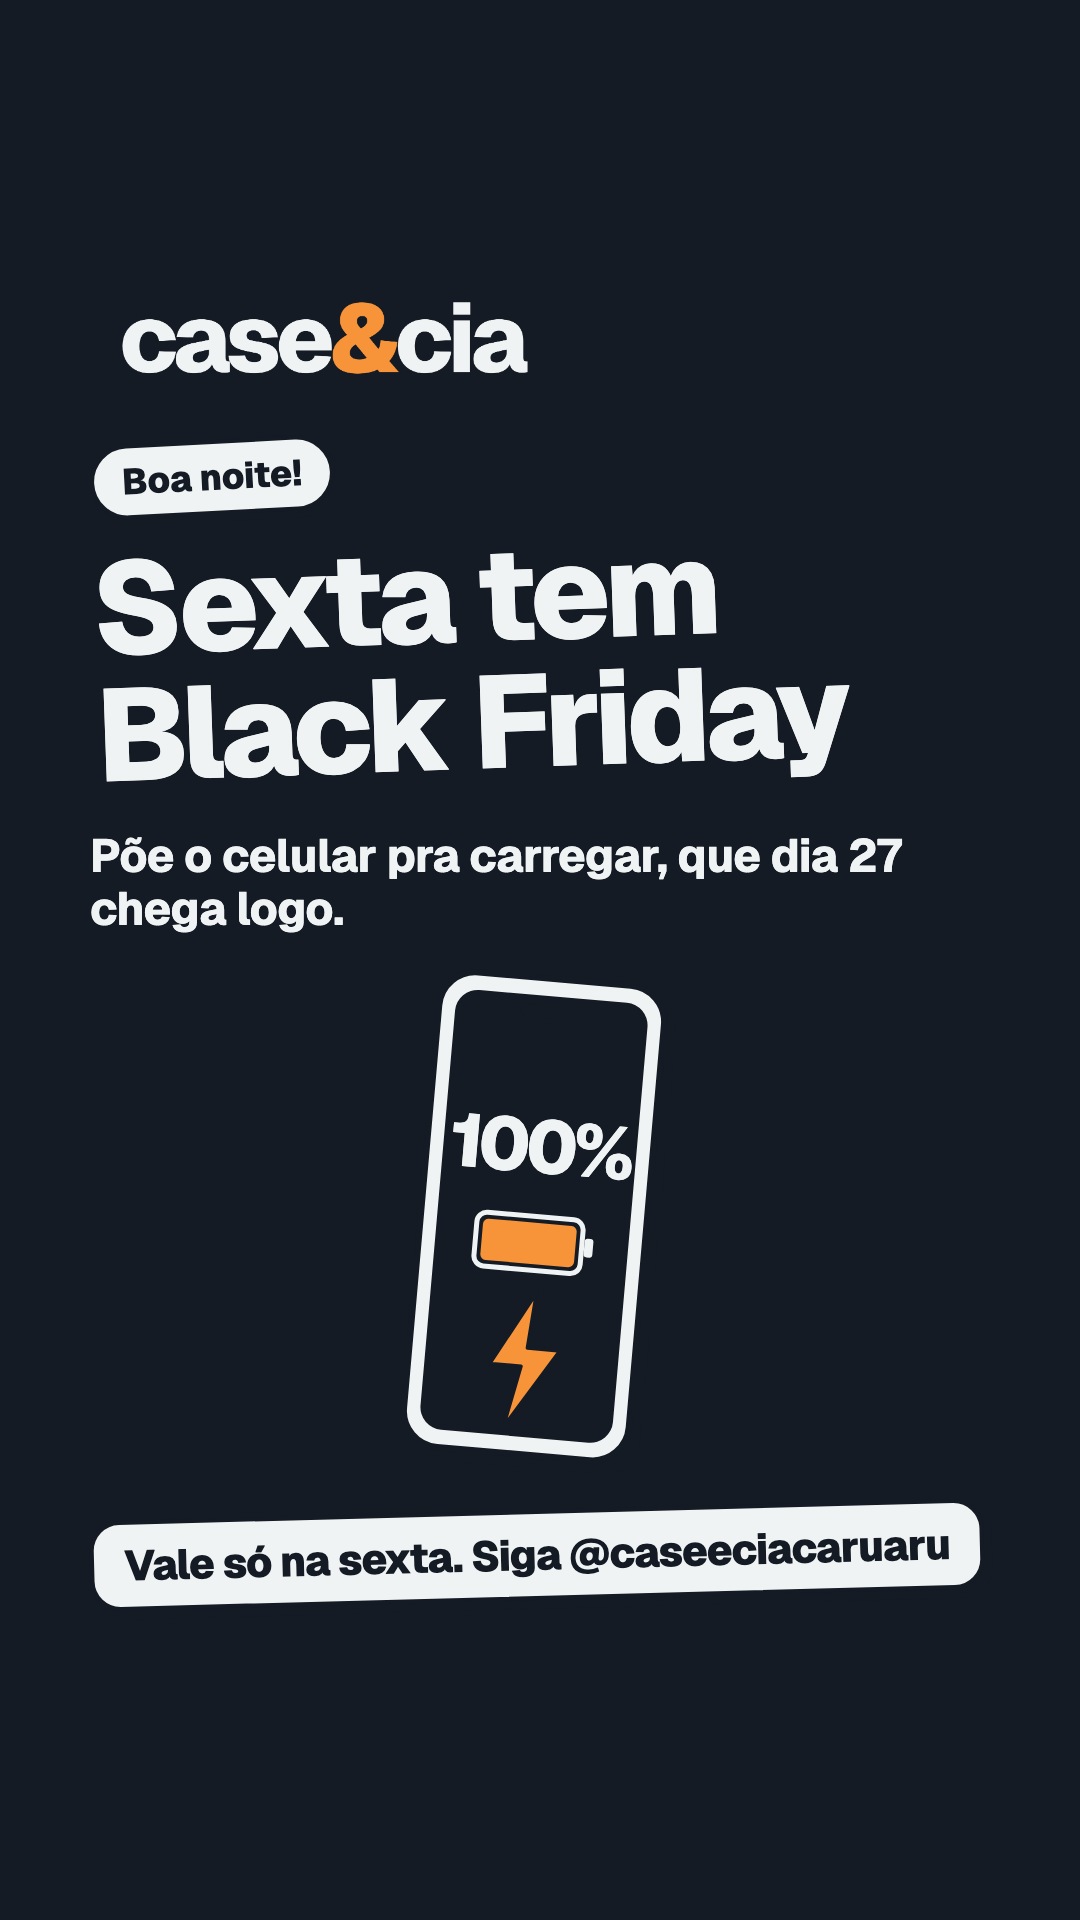 case&cia
Boa noite!
Sexta tem
Black Friday
Põe o celular pra carregar, que dia 27
chega logo.
100%
Vale só na sexta. Siga @caseeciacaruaru